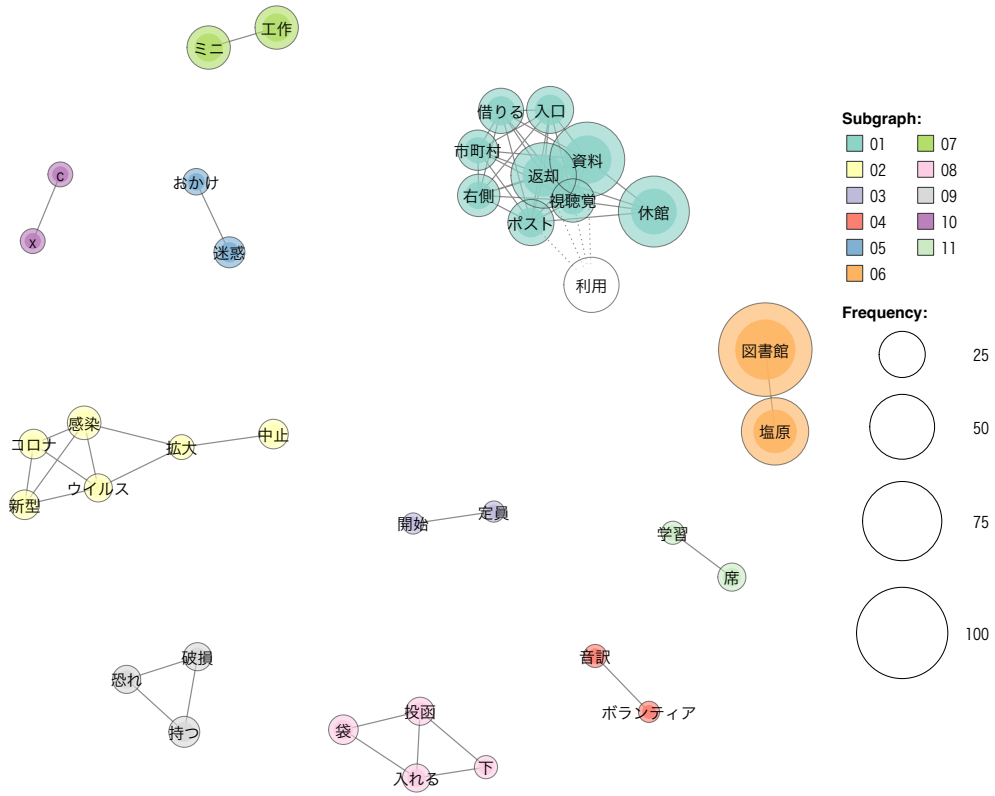 工作
ミニ
借りる
入口
市町村
資料
返却
右側
視聴覚
休館
ポスト
利用
c
x
おかけ
迷惑
図書館
塩原
感染
コロナ
拡大
中止
ウイルス
新型
開始
定員
学習
席
破損
恐れ
持つ
音訳
ボランティア
投函
袋
入れる
下
Subgraph:
01
02
03
04
05
06
07
08
09
10
11
Frequency:
25
50
75
100